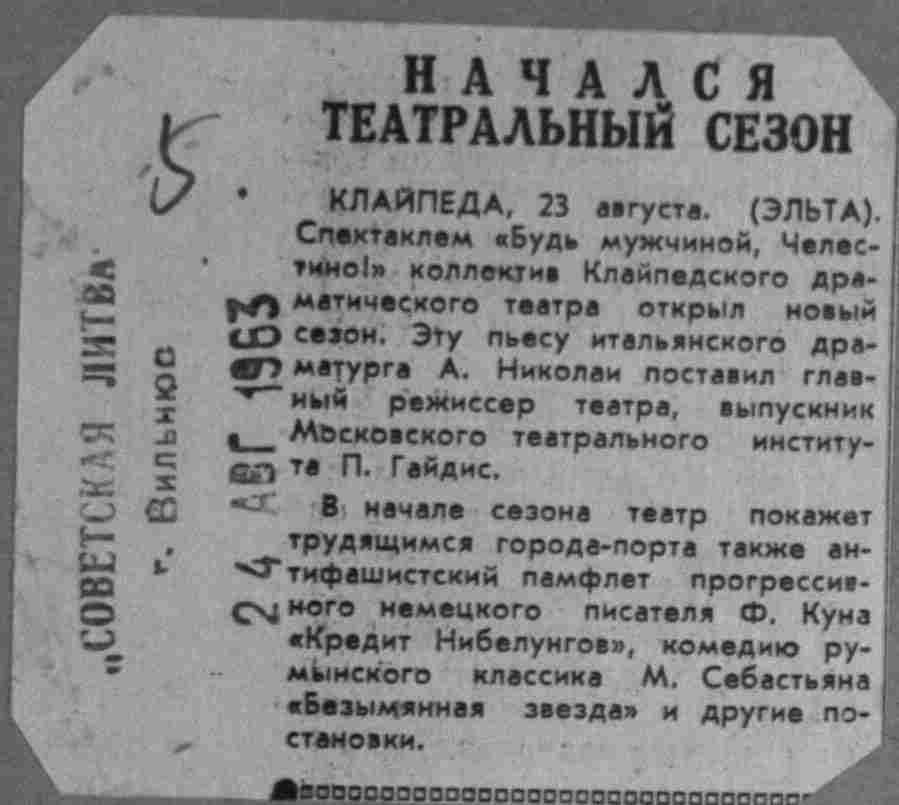 НАЧАЛСЯ
ТЕАТРАЛЬНЫЙ СЕЗОН
КЛАЙПЕДА, 23 августа. (ЭЛЬТА).
Спектаклем «Будь мужчиной, Челес-
тино!» коллектив Клайпедского дра-
матического театра открыл новый
сезон. Эту пьесу итальянского дра-
матурга А. Николаи поставил глав-
ный режиссер театра, выпускник
Московского театрального институ-
та П. Гайдис.
В начале сезона театр покажет
трудящимся города-порта также ан-
тифашистский памфлет прогрессив-
ного немецкого писателя Ф. Куна
«Кредит Нибелунгов», комедию ру-
мынского классика М. Себастьяна
«Безымянная звезда» и другие по-
становки.
5
„СОВЕТСКАЯ ЛИТВА
г. Вильнюс
24 АВГ 1963